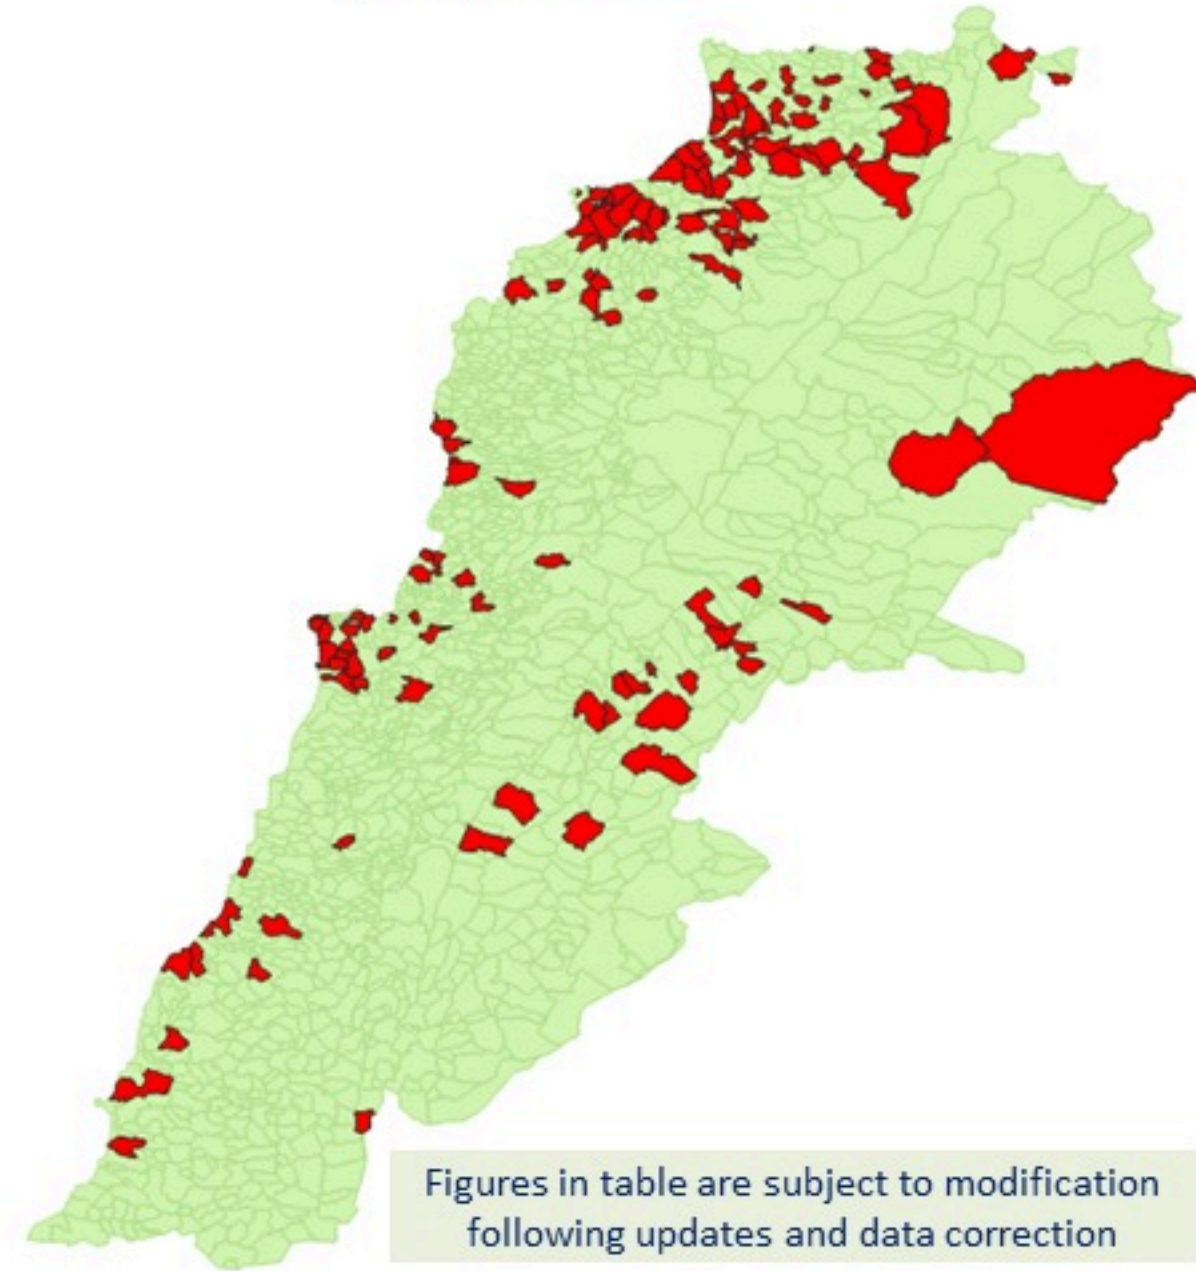 Figures in table are subject to modification
following updates and data correction